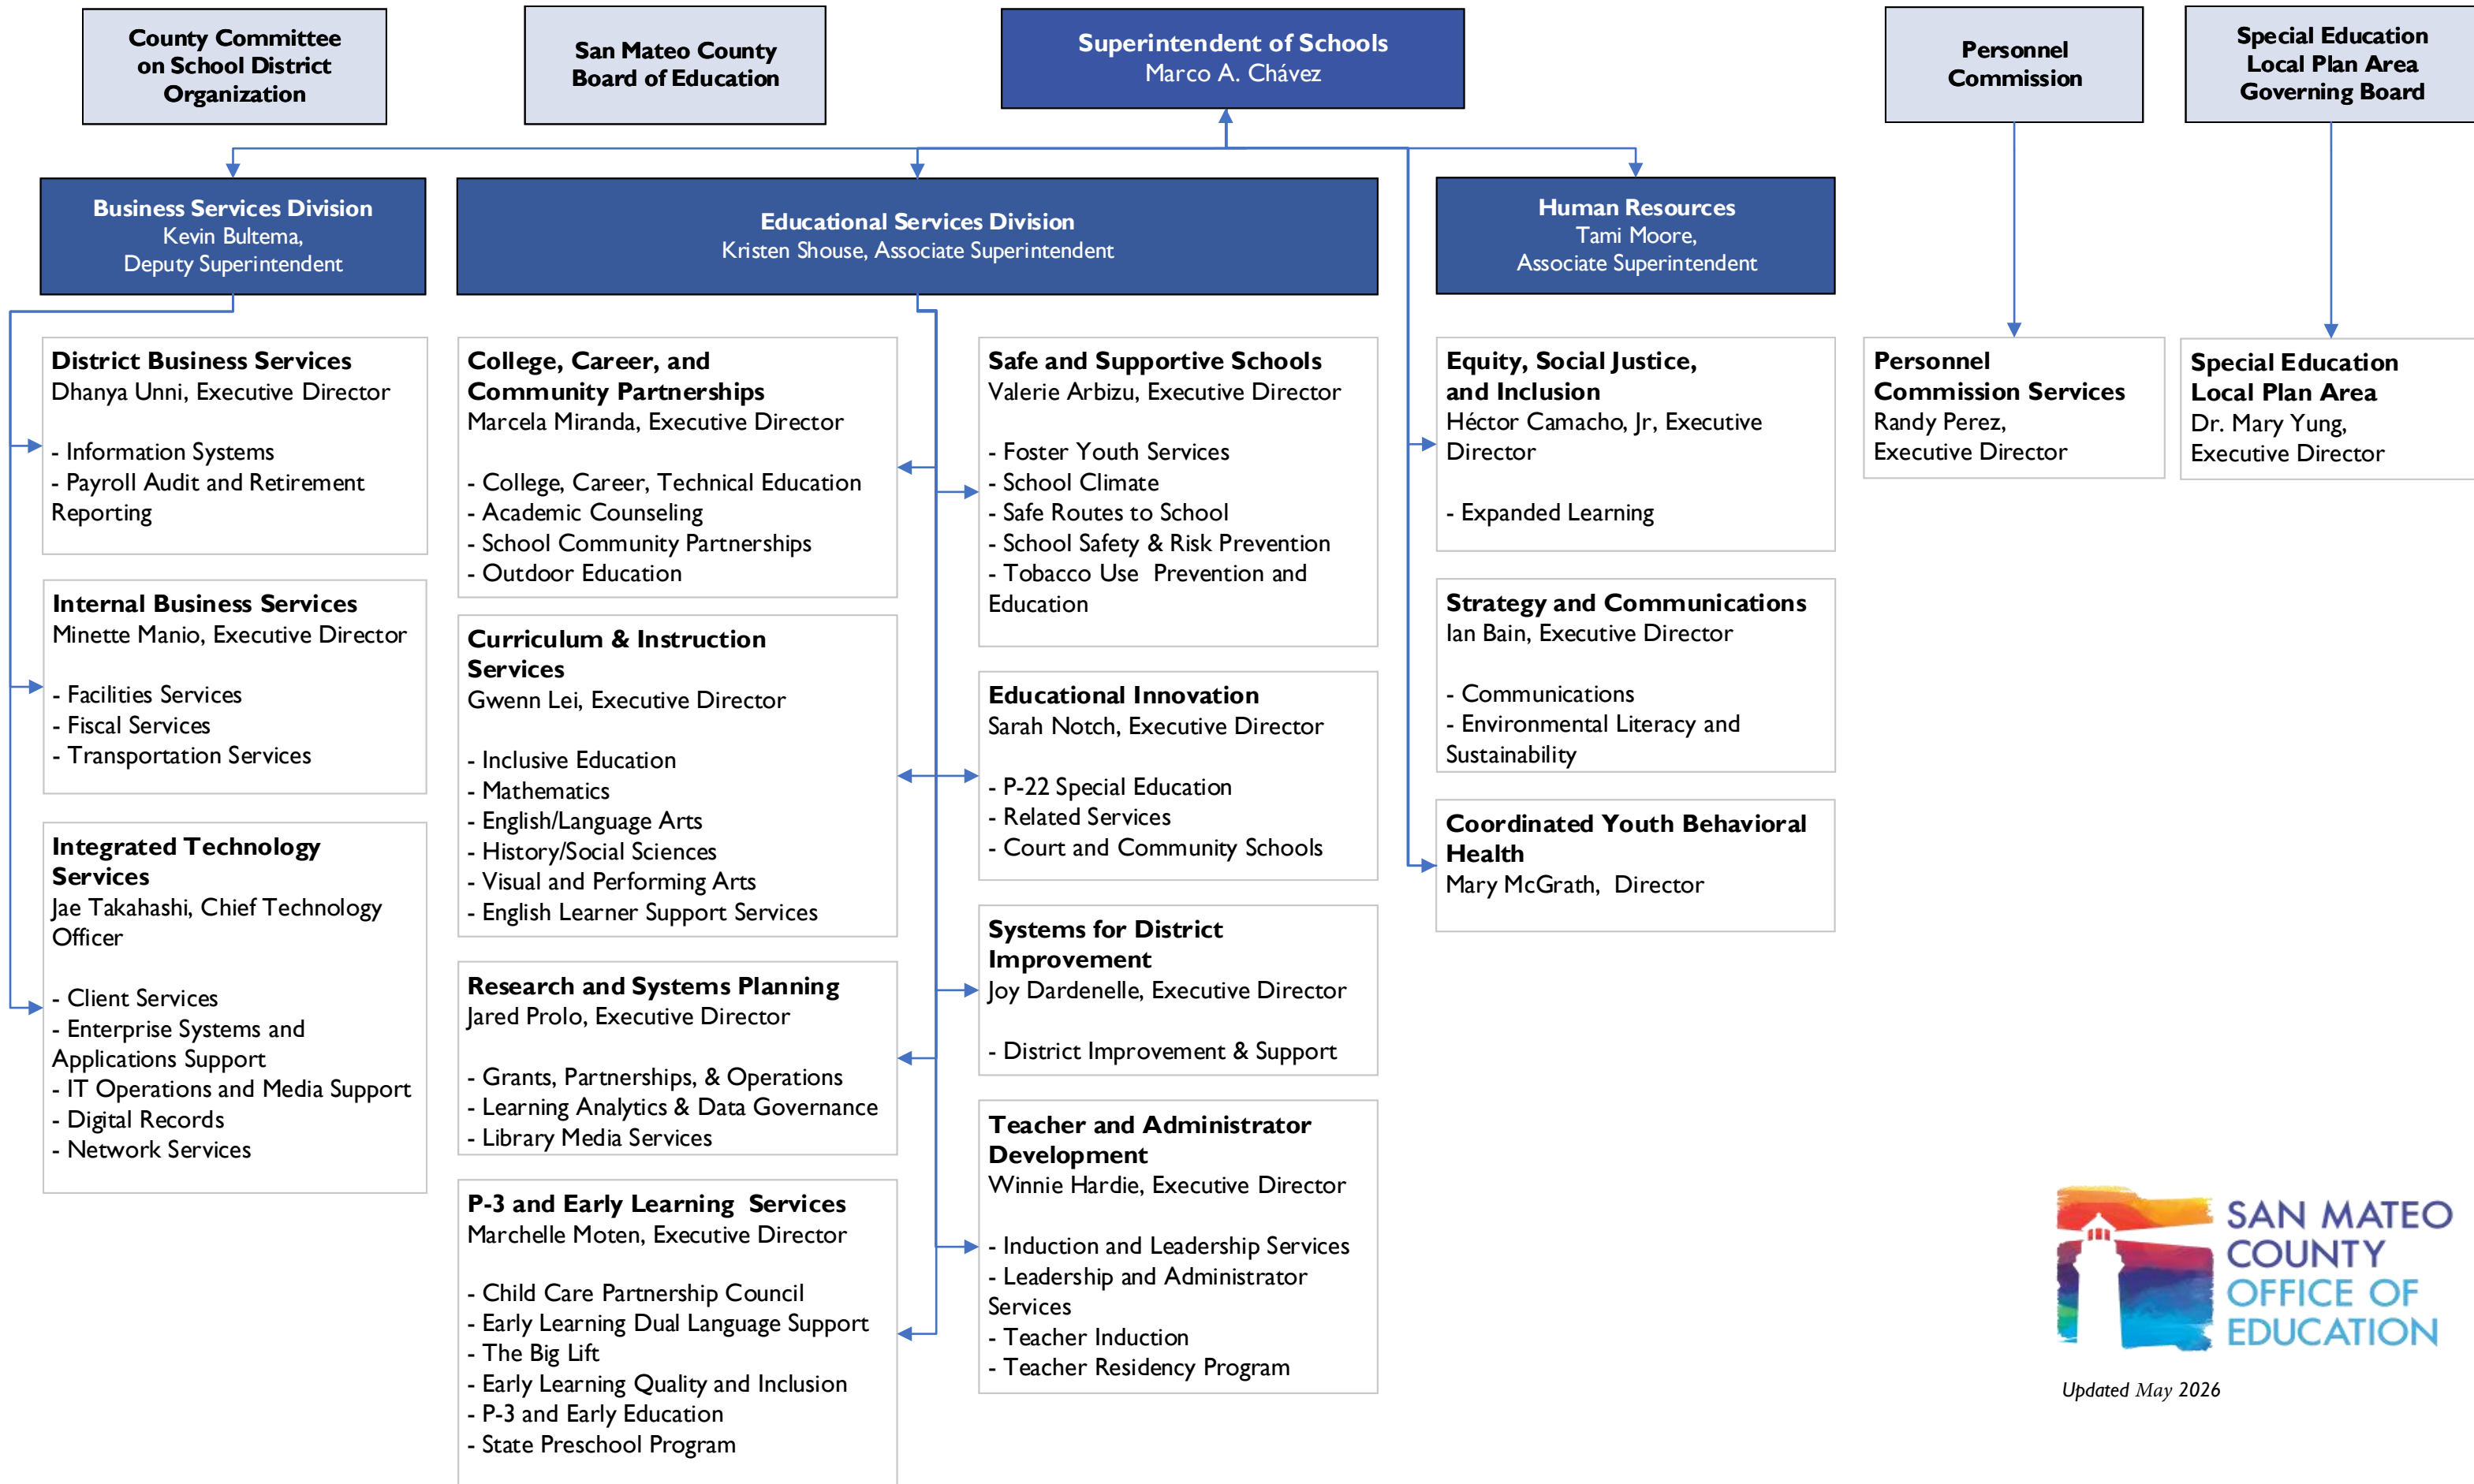 County Committee
on School District
Organization
San Mateo County
Board of Education
Superintendent of Schools
Marco A. Chávez
Personnel
Commission
Special Education
Local Plan Area
Governing Board
Business Services Division
Kevin Bultema,
Deputy Superintendent
Educational Services Division
Kristen Shouse, Associate Superintendent
Human Resources
Tami Moore,
Associate Superintendent
District Business Services
Dhanya Unni, Executive Director
- Information Systems
- Payroll Audit and Retirement
Reporting
Internal Business Services
Minette Manio, Executive Director
- Facilities Services
- Fiscal Services
- Transportation Services
Integrated Technology
Services
Jae Takahashi, Chief Technology
Officer
- Client Services
- Enterprise Systems and
Applications Support
- IT Operations and Media Support
- Digital Records
- Network Services
College, Career, and
Community Partnerships
Marcela Miranda, Executive Director
- College, Career, Technical Education
- Academic Counseling
- School Community Partnerships
- Outdoor Education
Curriculum & Instruction
Services
Gwenn Lei, Executive Director
- Inclusive Education
- Mathematics
- English/Language Arts
- History/Social Sciences
- Visual and Performing Arts
- English Learner Support Services
Research and Systems Planning
Jared Prolo, Executive Director
- Grants, Partnerships, & Operations
- Learning Analytics & Data Governance
- Library Media Services
P-3 and Early Learning Services
Marchelle Moten, Executive Director
- Child Care Partnership Council
- Early Learning Dual Language Support
- The Big Lift
- Early Learning Quality and Inclusion
- P-3 and Early Education
- State Preschool Program
Safe and Supportive Schools
Valerie Arbizu, Executive Director
- Foster Youth Services
- School Climate
- Safe Routes to School
- School Safety & Risk Prevention
- Tobacco Use Prevention and
Education
Educational Innovation
Sarah Notch, Executive Director
- P-22 Special Education
- Related Services
- Court and Community Schools
Systems for District
Improvement
Joy Dardenelle, Executive Director
- District Improvement & Support
Teacher and Administrator
Development
Winnie Hardie, Executive Director
- Induction and Leadership Services
- Leadership and Administrator
Services
- Teacher Induction
- Teacher Residency Program
Equity, Social Justice,
and Inclusion
Héctor Camacho, Jr, Executive
Director
- Expanded Learning
Strategy and Communications
Ian Bain, Executive Director
- Communications
- Environmental Literacy and
Sustainability
Coordinated Youth Behavioral
Health
Mary McGrath, Director
Personnel
Commission Services
Randy Perez,
Executive Director
Special Education
Local Plan Area
Dr. Mary Yung,
Executive Director
SAN MATEO
COUNTY
OFFICE OF
EDUCATION
Updated May 2026